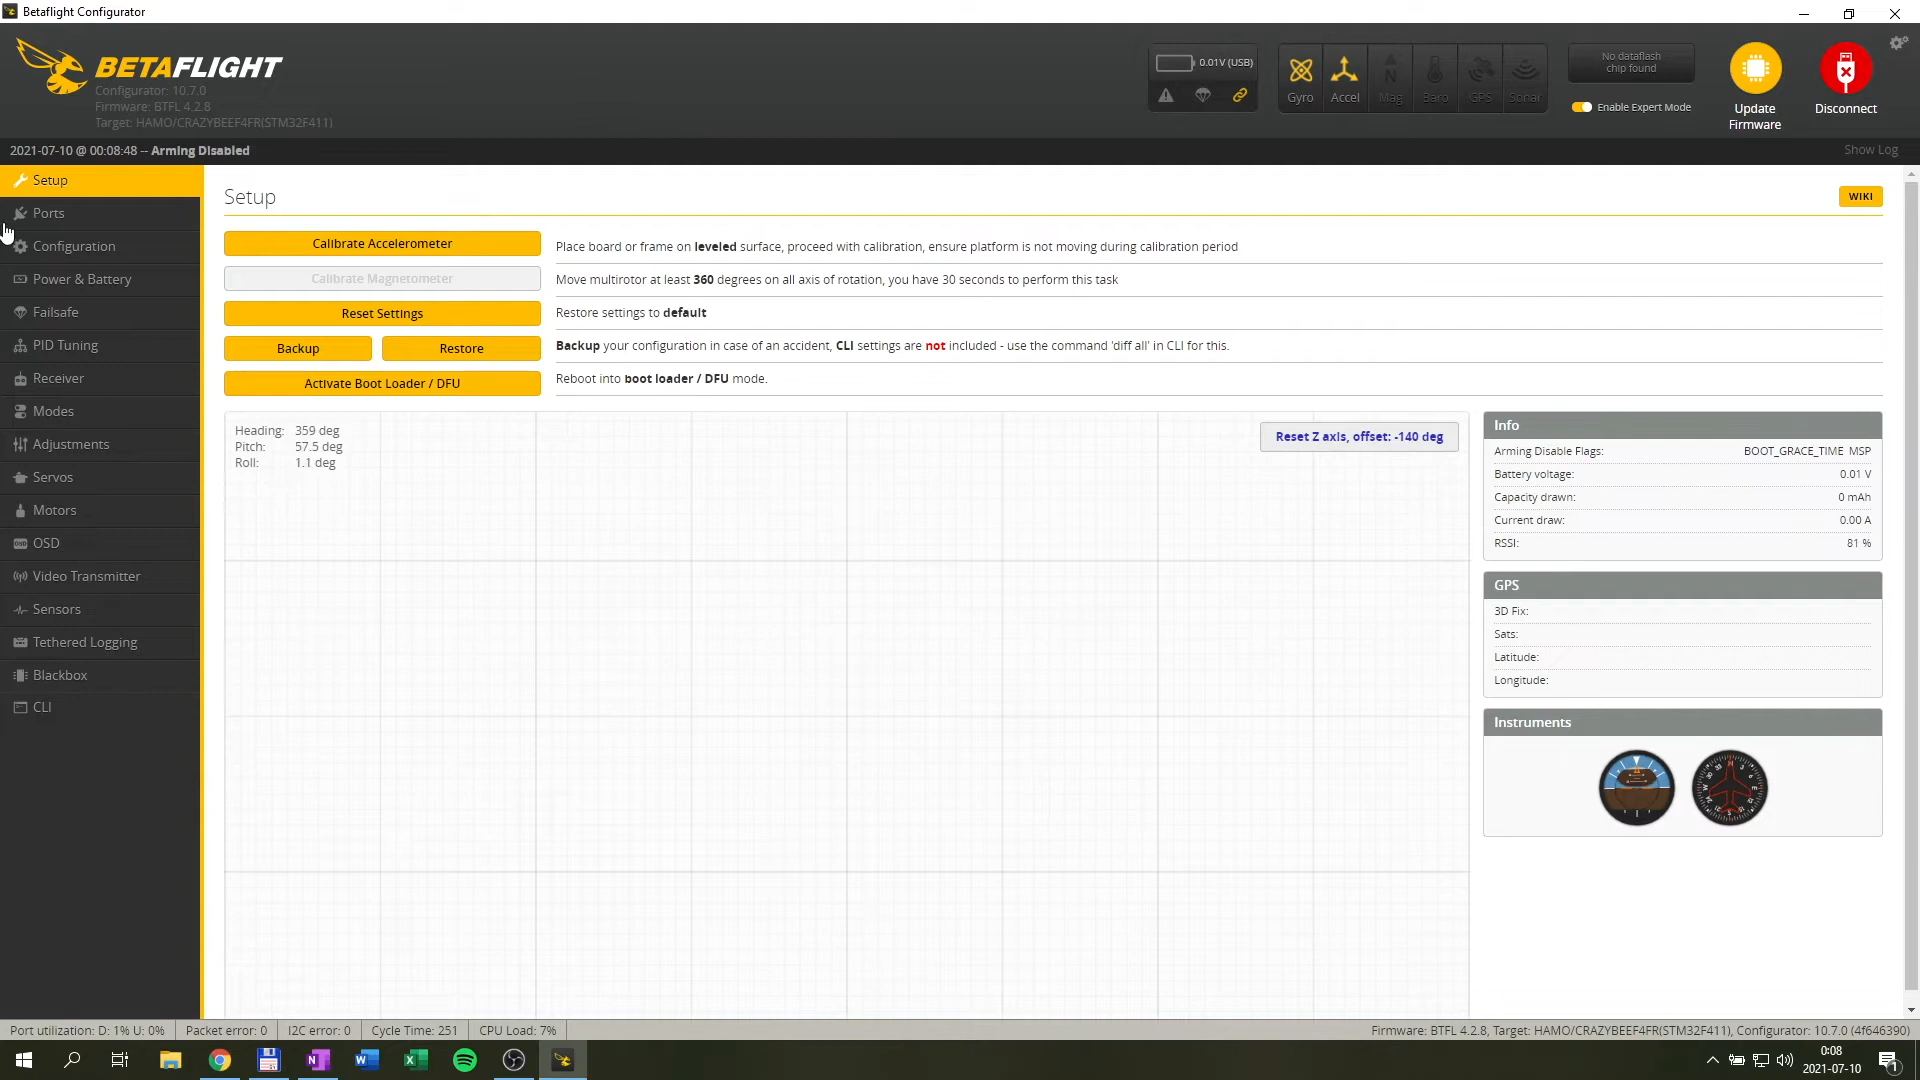 Betaflight Configurator
BETAFLIGHT
Configurator: 10.7.0
Firmware: BTFL 4.2.8
Target: HAMO/CRAZYBEEF4FR(STM32F411)
0.01V (USB)
Gyro
Accel
Mag
Baro
GPS
Sonar
No dataflash
chip found
Enable Expert Mode
Update
Firmware
Disconnect
2021-07-10 @ 00:08:48 -- Arming Disabled
Show Log
Setup
Ports
Configuration
Power & Battery
Failsafe
PID Tuning
Receiver
Modes
Adjustments
Servos
Motors
OSD
Video Transmitter
Sensors
Tethered Logging
Blackbox
CLI
Setup
WIKI
Calibrate Accelerometer
Place board or frame on leveled surface, proceed with calibration, ensure platform is not moving during calibration period
Calibrate Magnetometer
Move multirotor at least 360 degrees on all axis of rotation, you have 30 seconds to perform this task
Reset Settings
Restore settings to default
Backup
Restore
Backup your configuration in case of an accident, CLI settings are not included - use the command 'diff all' in CLI for this.
Activate Boot Loader / DFU
Reboot into boot loader / DFU mode.
Heading: 359 deg
Pitch: 57.5 deg
Roll: 1.1 deg
Reset Z axis, offset: -140 deg
Info
Arming Disable Flags: BOOT_GRACE_TIME MSP
Battery voltage: 0.01 V
Capacity drawn: 0 mAh
Current draw: 0.00 A
RSSI: 81 %
GPS
3D Fix:
Sats:
Latitude:
Longitude:
Instruments
Port utilization: D: 1% U: 0%
Packet error: 0
I2C error: 0
Cycle Time: 251
CPU Load: 7%
Firmware: BTFL 4.2.8, Target: HAMO/CRAZYBEEF4FR(STM32F411), Configurator: 10.7.0 (4f646390)
0:08
2021-07-10
1